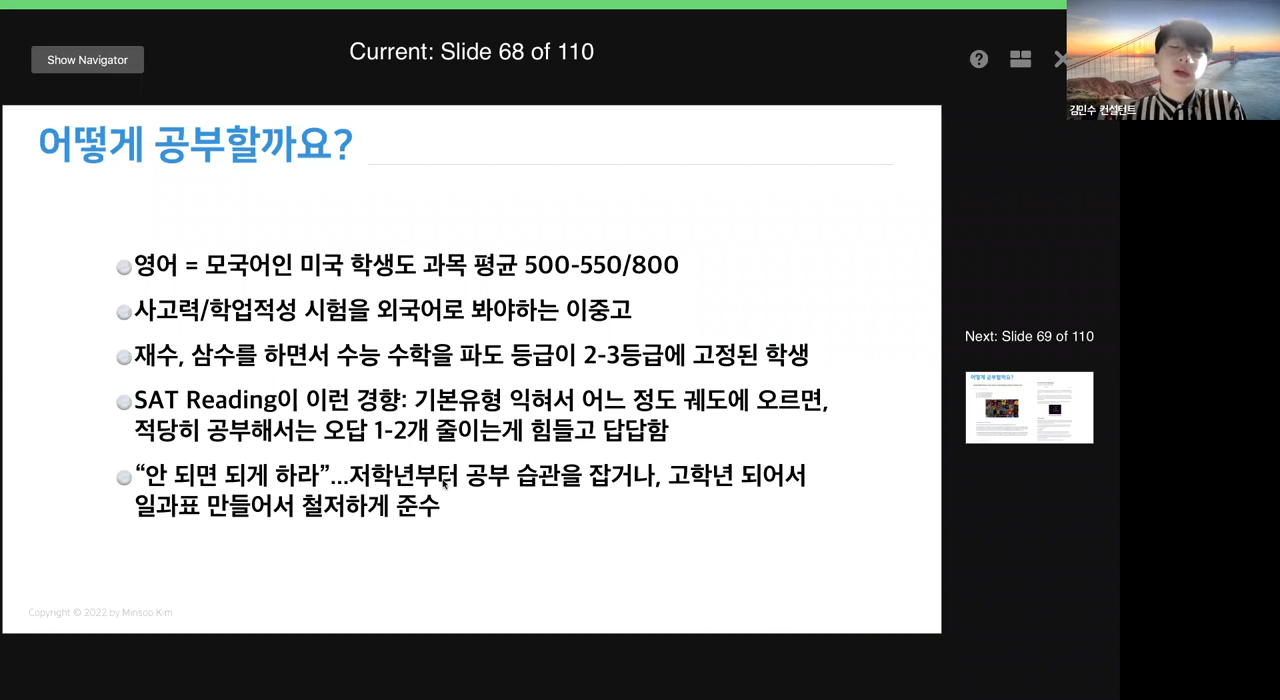 Show Navigator
Current: Slide 68 of 110
김민수 컨설턴트
어떻게 공부할까요?
영어 = 모국어인 미국 학생도 과목 평균 500-550/800
사고력/학업적성 시험을 외국어로 봐야하는 이중고
재수, 삼수를 하면서 수능 수학을 파도 등급이 2-3등급에 고정된 학생
SAT Reading이 이런 경향: 기본유형 익혀서 어느 정도 궤도에 오르면,
적당히 공부해서는 오답 1-2개 줄이는게 힘들고 답답함
“안 되면 되게 하라”...저학년부터 공부 습관을 잡거나, 고학년 되어서
일과표 만들어서 철저하게 준수
Copyright © 2022 by Minsoo Kim
Next: Slide 69 of 110
어떻게 공부할까요?